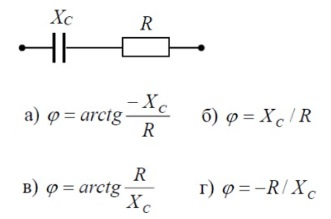 X_C R
а) φ = arctg −X_C / R б) φ = X_C / R
в) φ = arctg R / X_C г) φ = −R / X_C